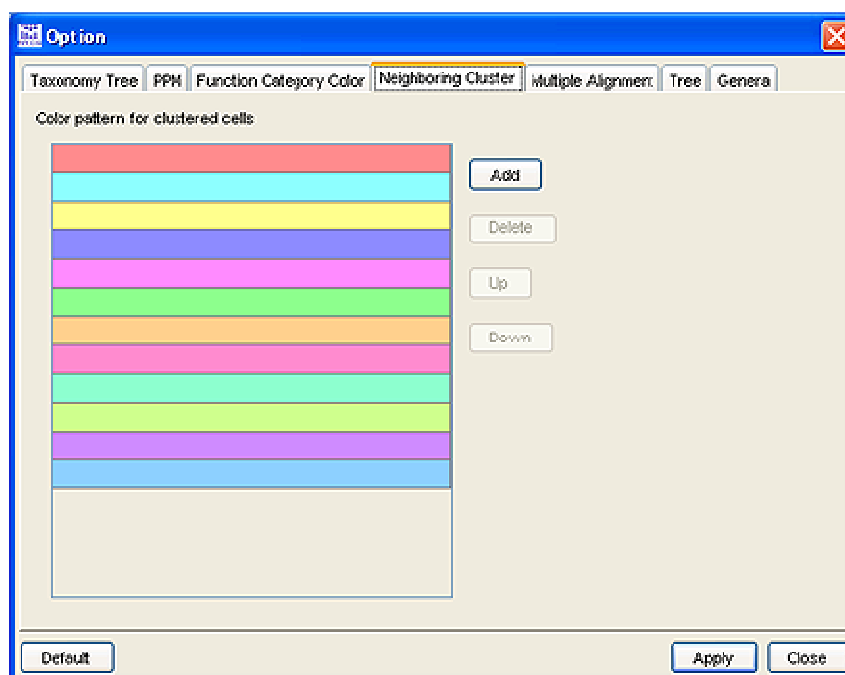 Option
Taxonomy Tree PPM Function Category Color Neighboring Cluster Multiple Alignment Tree Genera
Color pattern for clustered cells
Add
Delete
Up
Down
Default Apply Close